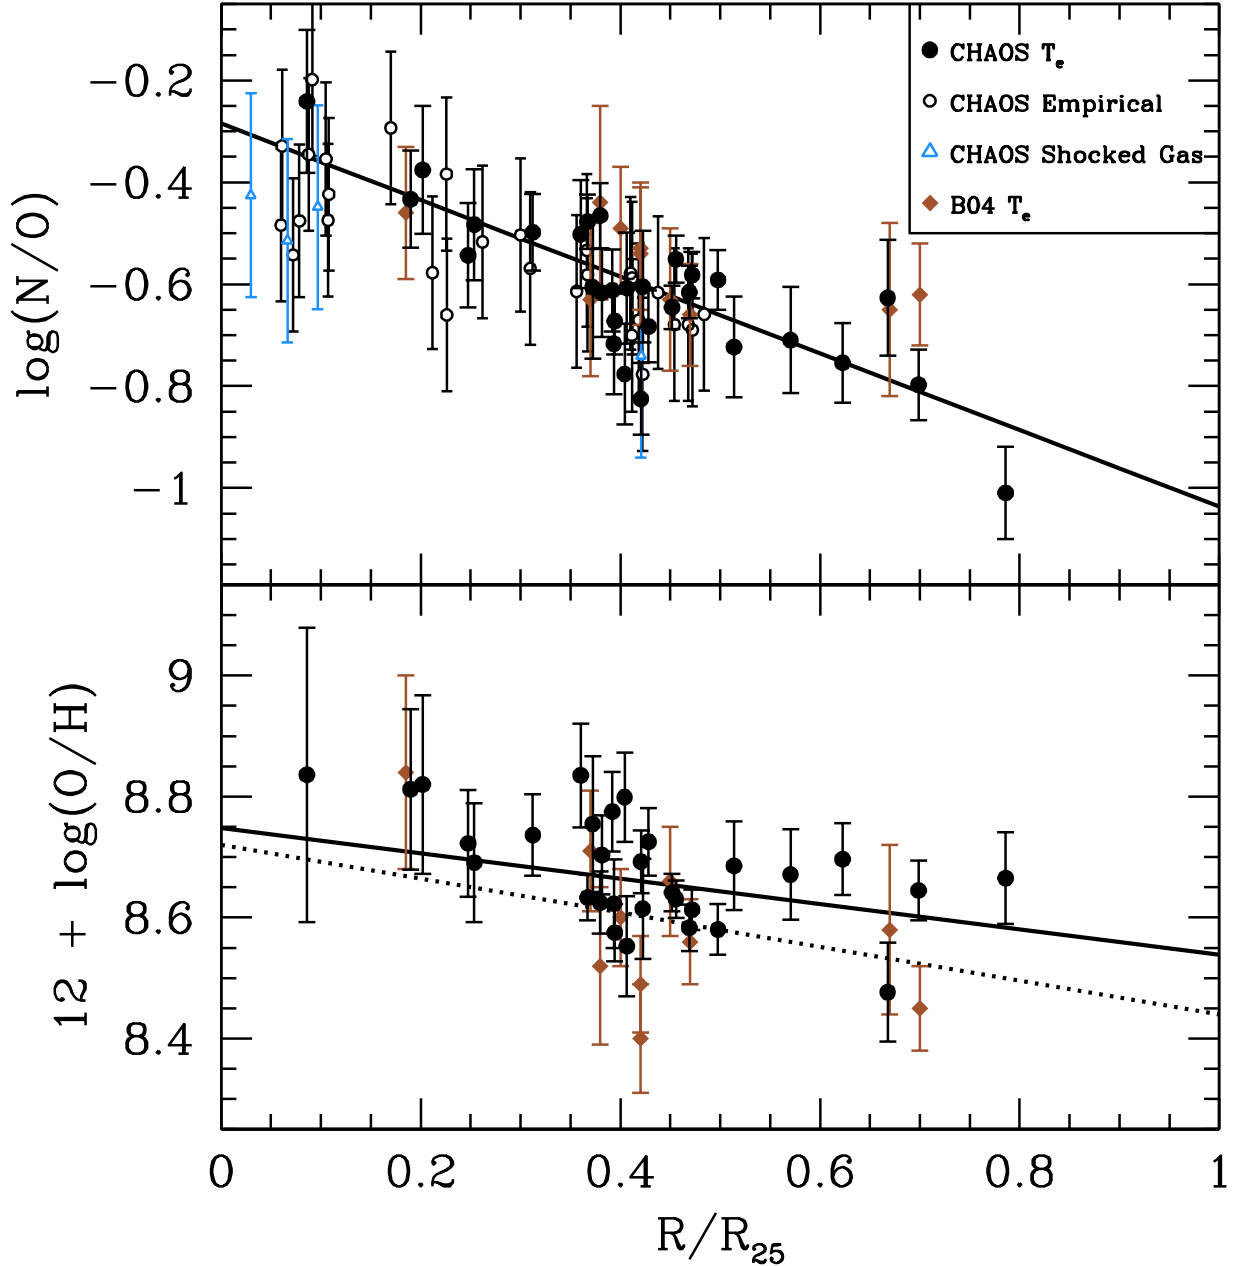 CHAOS Te
CHAOS Empirical
CHAOS Shocked Gas
B04 Te
−0.2
−0.4
−0.6
−0.8
−1
log(N/O)
9
8.8
8.6
8.4
12 + log(O/H)
0 0.2 0.4 0.6 0.8 1
R/R25